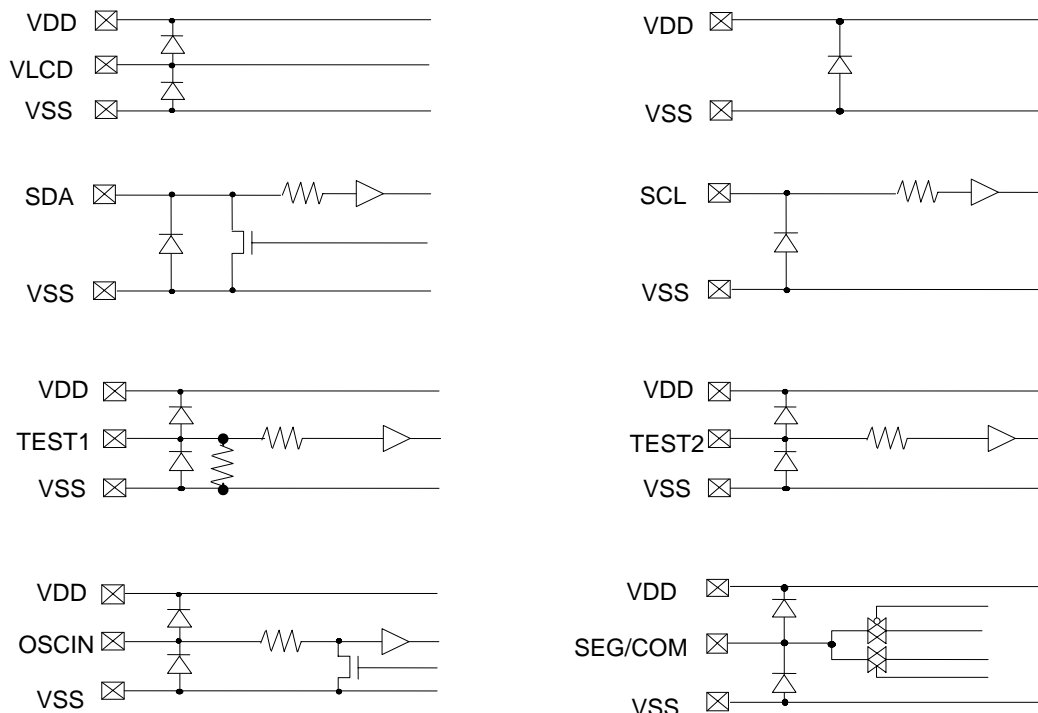 VDD
VLCD
VSS
VDD
VSS
SDA
VSS
SCL
VSS
VDD
TEST1
VSS
VDD
TEST2
VSS
VDD
OSCIN
VSS
VDD
SEG/COM
VSS